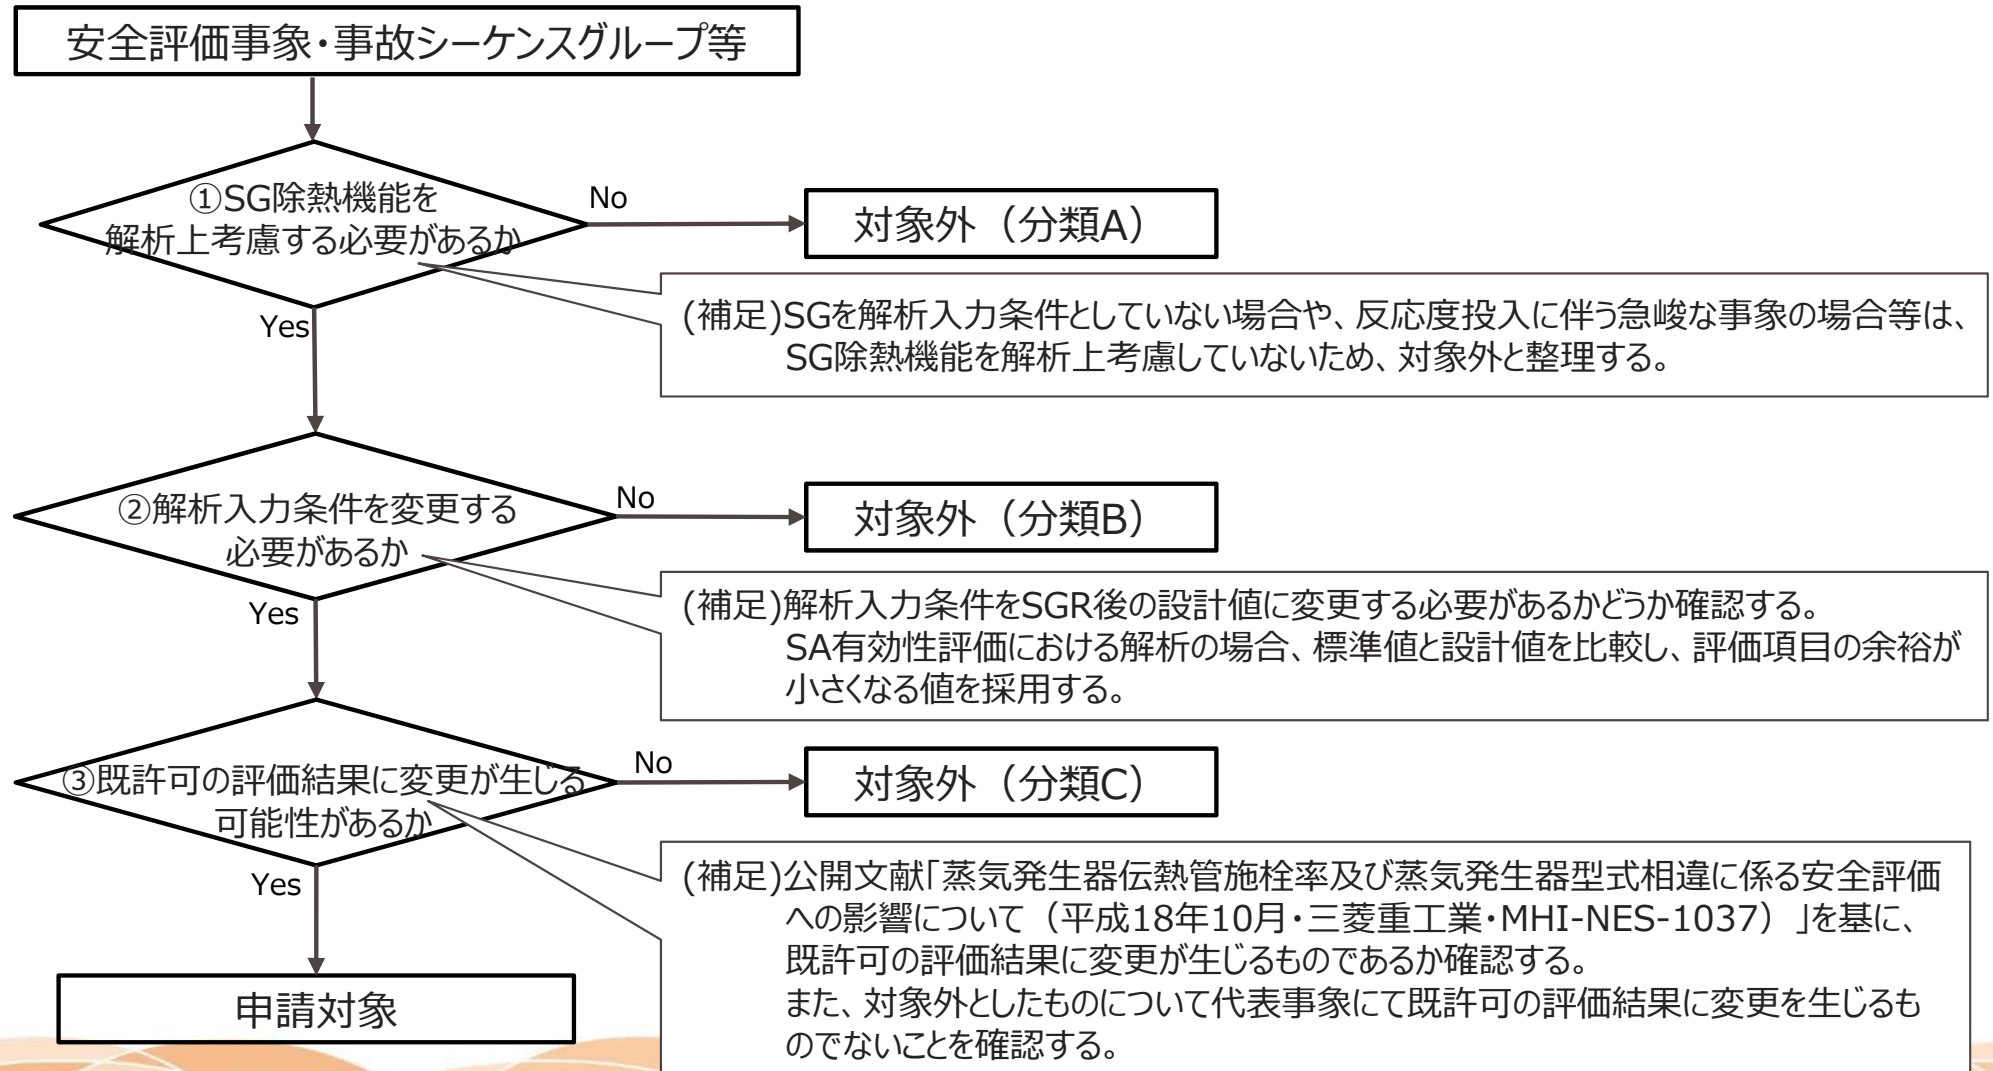 安全評価事象・事故シーケンスグループ等
①SG除熱機能を
解析上考慮する必要があるか
No
対象外（分類A）
(補足)SGを解析入力条件としていない場合や、反応度投入に伴う急峻な事象の場合等は、
SG除熱機能を解析上考慮していないため、対象外と整理する。
Yes
②解析入力条件を変更する
必要があるか
No
対象外（分類B）
(補足)解析入力条件をSGR後の設計値に変更する必要があるかどうか確認する。
SA有効性評価における解析の場合、標準値と設計値を比較し、評価項目の余裕が
小さくなる値を採用する。
Yes
③既許可の評価結果に変更が生じる
可能性があるか
No
対象外（分類C）
(補足)公開文献「蒸気発生器伝熱管施栓率及び蒸気発生器型式相違に係る安全評価
への影響について（平成18年10月・三菱重工業・MHI-NES-1037）」を基に、
既許可の評価結果に変更が生じるものであるか確認する。
また、対象外としたものについて代表事象にて既許可の評価結果に変更を生じるも
のでないことを確認する。
Yes
申請対象